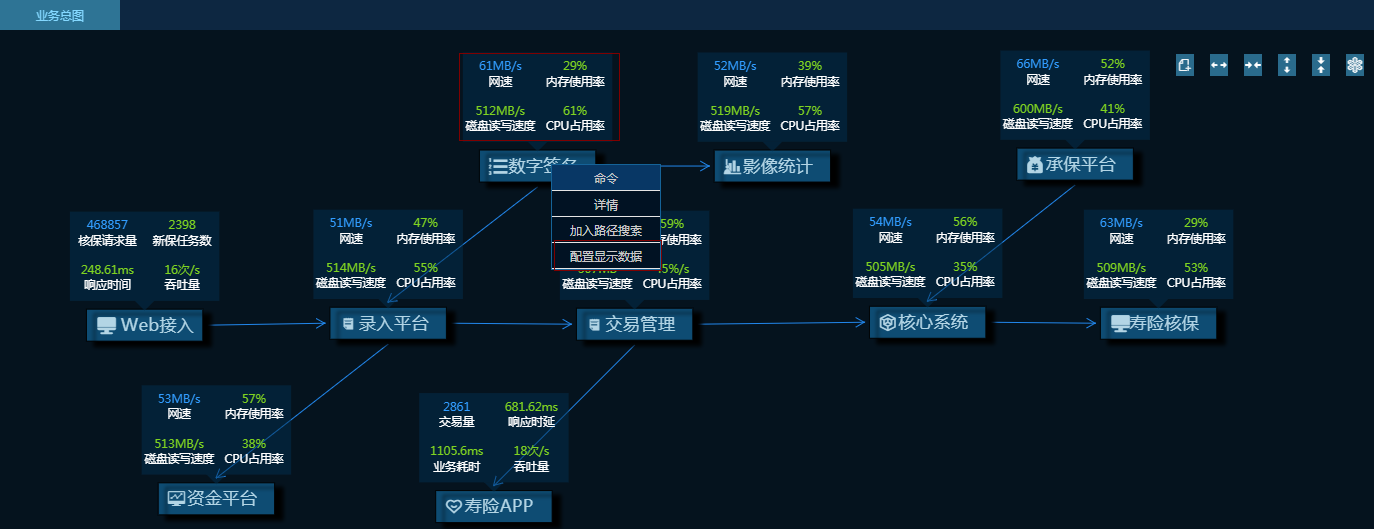 业务总图
61MB/s 29%
网速 内存使用率
512MB/s 61%
磁盘读写速度 CPU占用率
52MB/s 39%
网速 内存使用率
519MB/s 57%
磁盘读写速度 CPU占用率
影像统计
66MB/s 52%
网速 内存使用率
600MB/s 41%
磁盘读写速度 CPU占用率
承保平台
数字签名
命令
详情
加入路径搜索
配置显示数据
468857 2398
核保请求量 新保任务数
248.61ms 16次/s
响应时间 吞吐量
Web接入
51MB/s 47%
网速 内存使用率
514MB/s 55%
磁盘读写速度 CPU占用率
录入平台
59%
存使用率
5%/s
磁盘读写速度 CPU占用率
交易管理
54MB/s 56%
网速 内存使用率
505MB/s 35%
磁盘读写速度 CPU占用率
核心系统
63MB/s 29%
网速 内存使用率
509MB/s 53%
磁盘读写速度 CPU占用率
寿险核保
53MB/s 57%
网速 内存使用率
513MB/s 38%
磁盘读写速度 CPU占用率
资金平台
2861 681.62ms
交易量 响应时延
1105.6ms 18次/s
业务耗时 吞吐量
寿险APP